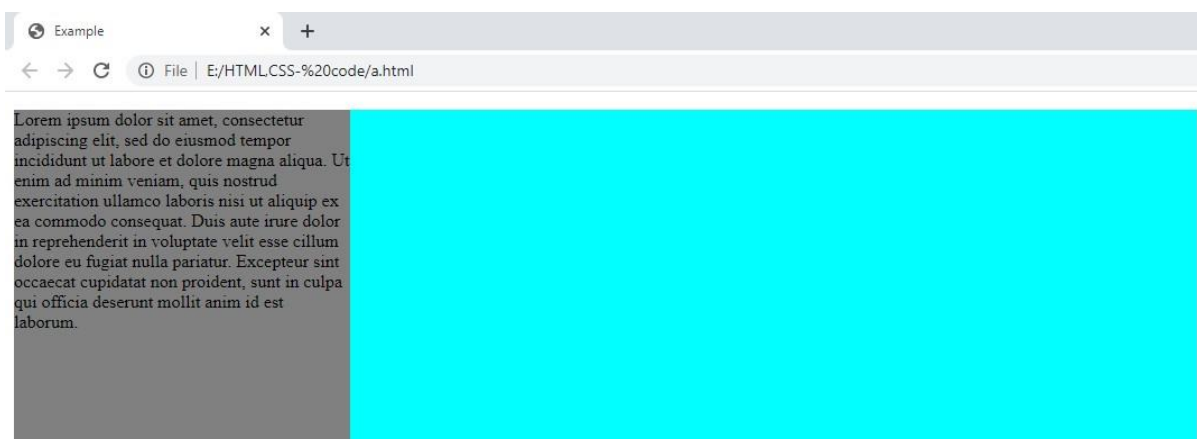 Example
File E:/HTML,CSS-%20code/a.html
Lorem ipsum dolor sit amet, consectetur
adipiscing elit, sed do eiusmod tempor
incididunt ut labore et dolore magna aliqua. Ut
enim ad minim veniam, quis nostrud
exercitation ullamco laboris nisi ut aliquip ex
ea commodo consequat. Duis aute irure dolor
in reprehenderit in voluptate velit esse cillum
dolore eu fugiat nulla pariatur. Excepteur sint
occaecat cupidatat non proident, sunt in culpa
qui officia deserunt mollit anim id est
laborum.